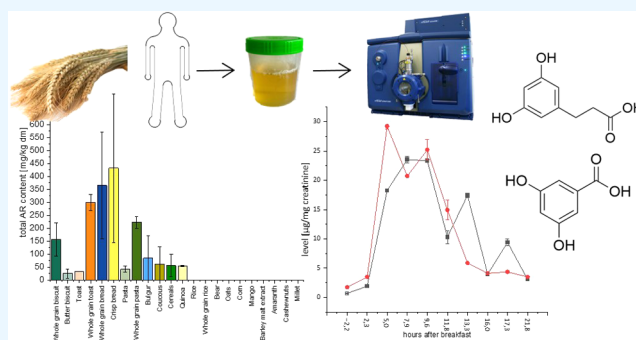 OH
HO
O
OH
O
HO
OH
OH
total AR content [mg/kg dm]
600
550
500
450
400
350
300
250
200
150
100
50
0
Whole grain biscuit
Butter biscuit
Toast
Whole grain toast
Whole grain bread
Crisp bread
Pasta
Whole grain pasta
Bulgur
Coucous
Cereals
Quinoa
Rice
Whole grain rice
Bear
Oats
Corn
Mango
Barley malt extract
Amaranth
Cashewnuts
Millet
level [µg/mg creatinine]
30
25
20
15
10
5
0
-2,2
2,3
5,0
7,9
9,6
11,8
13,3
16,0
17,3
21,8
hours after breakfast